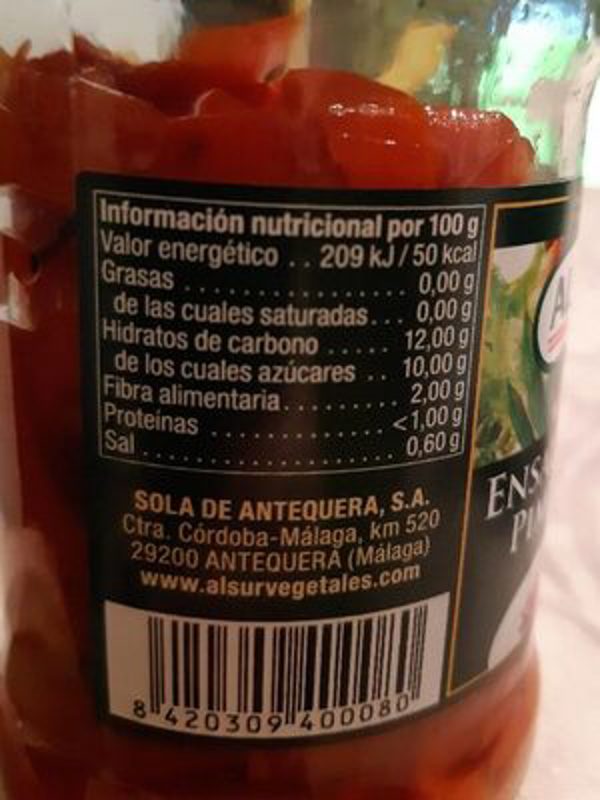 Información nutricional por 100 g
Valor energético .. 209 kJ / 50 kcal
Grasas ................ 0,00 g
de las cuales saturadas... 0,00 g
Hidratos de carbono ..... 12,00 g
de los cuales azúcares .. 10,00 g
Fibra alimentaria......... 2,00 g
Proteínas ............. <1,00 g
Sal .................... 0,60 g
SOLA DE ANTEQUERA, S.A.
Ctra. Córdoba-Málaga, km 520
29200 ANTEQUERA (Málaga)
www.alsurvegetales.com
8 420309 400080